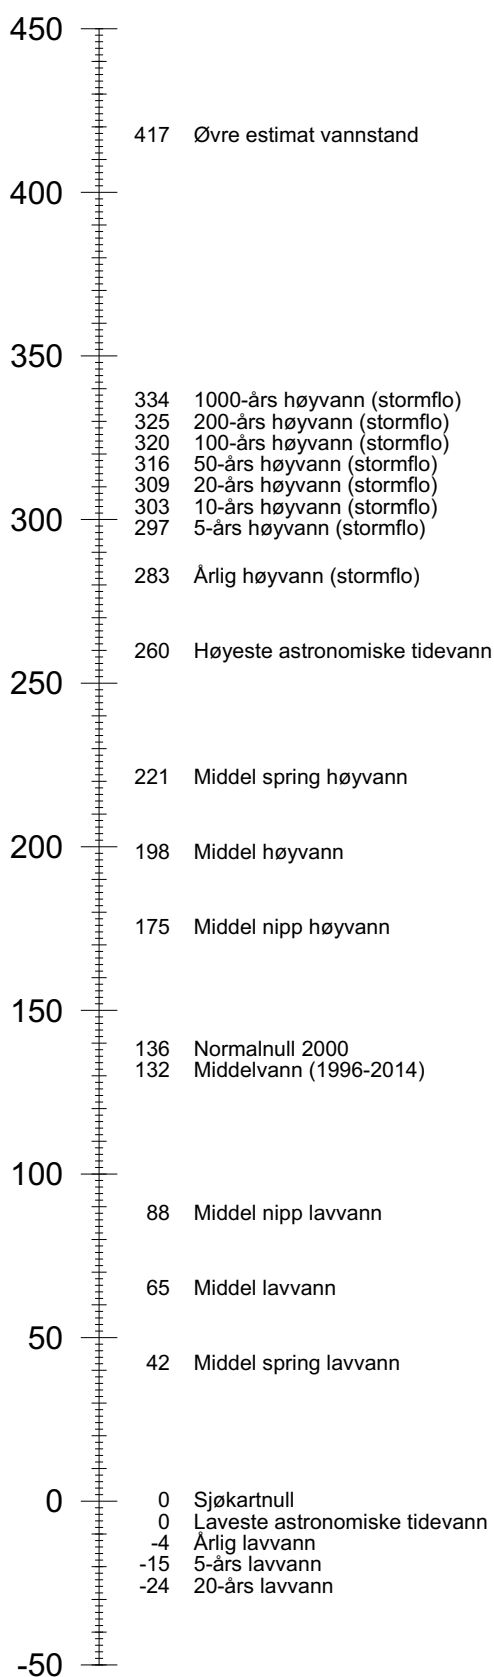 450
417 Øvre estimat vannstand
400
350
334 1000-års høyvann (stormflo)
325 200-års høyvann (stormflo)
320 100-års høyvann (stormflo)
316 50-års høyvann (stormflo)
309 20-års høyvann (stormflo)
303 10-års høyvann (stormflo)
300
297 5-års høyvann (stormflo)
283 Årlig høyvann (stormflo)
260 Høyeste astronomiske tidevann
250
221 Middel spring høyvann
200
198 Middel høyvann
175 Middel nipp høyvann
150
136 Normalnull 2000
132 Middelvann (1996-2014)
100
88 Middel nipp lavvann
65 Middel lavvann
50
42 Middel spring lavvann
0
0 Sjøkartnull
0 Laveste astronomiske tidevann
-4 Årlig lavvann
-15 5-års lavvann
-24 20-års lavvann
-50